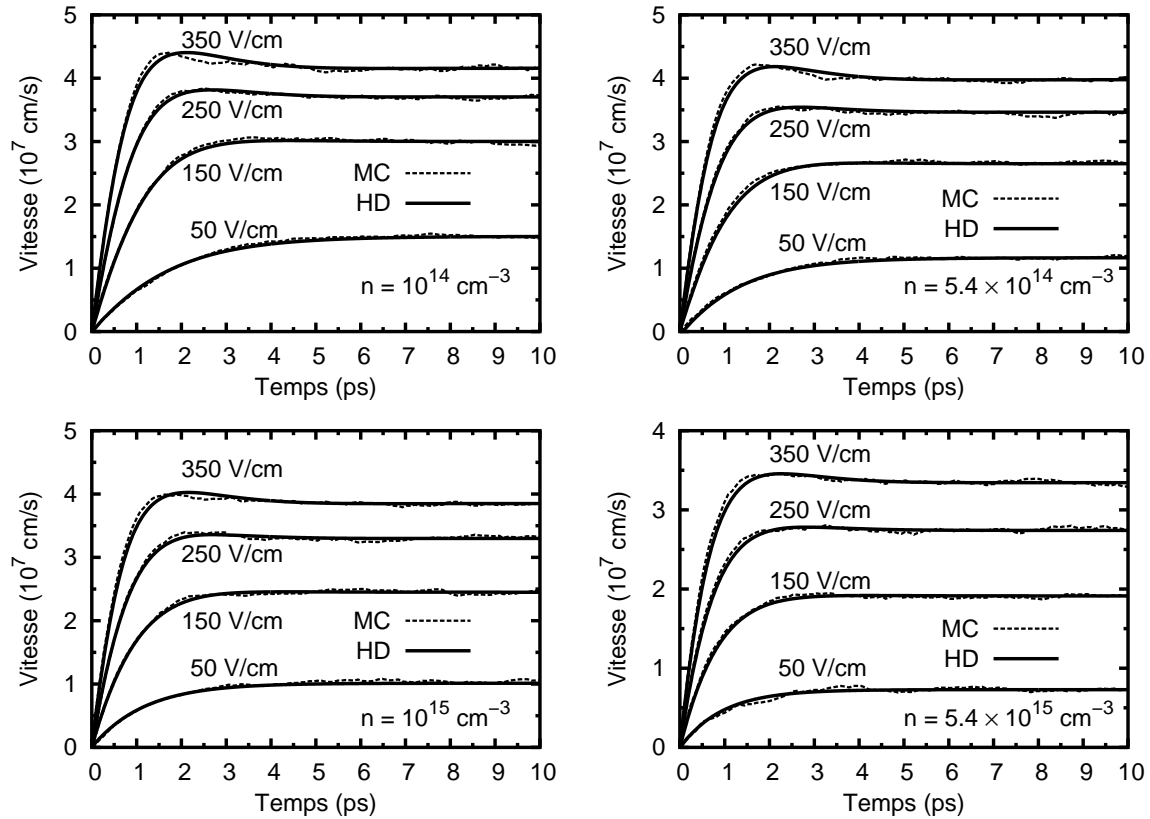 5
4
3
2
1
0
Vitesse (10^7 cm/s)
350 V/cm
250 V/cm
150 V/cm
50 V/cm
MC
HD
n = 10^14 cm−3
0 1 2 3 4 5 6 7 8 9 10
Temps (ps)
5
4
3
2
1
0
Vitesse (10^7 cm/s)
350 V/cm
250 V/cm
150 V/cm
50 V/cm
MC
HD
n = 5.4 × 10^14 cm−3
0 1 2 3 4 5 6 7 8 9 10
Temps (ps)
5
4
3
2
1
0
Vitesse (10^7 cm/s)
350 V/cm
250 V/cm
150 V/cm
50 V/cm
MC
HD
n = 10^15 cm−3
0 1 2 3 4 5 6 7 8 9 10
Temps (ps)
4
3
2
1
0
Vitesse (10^7 cm/s)
350 V/cm
250 V/cm
150 V/cm
50 V/cm
MC
HD
n = 5.4 × 10^15 cm−3
0 1 2 3 4 5 6 7 8 9 10
Temps (ps)